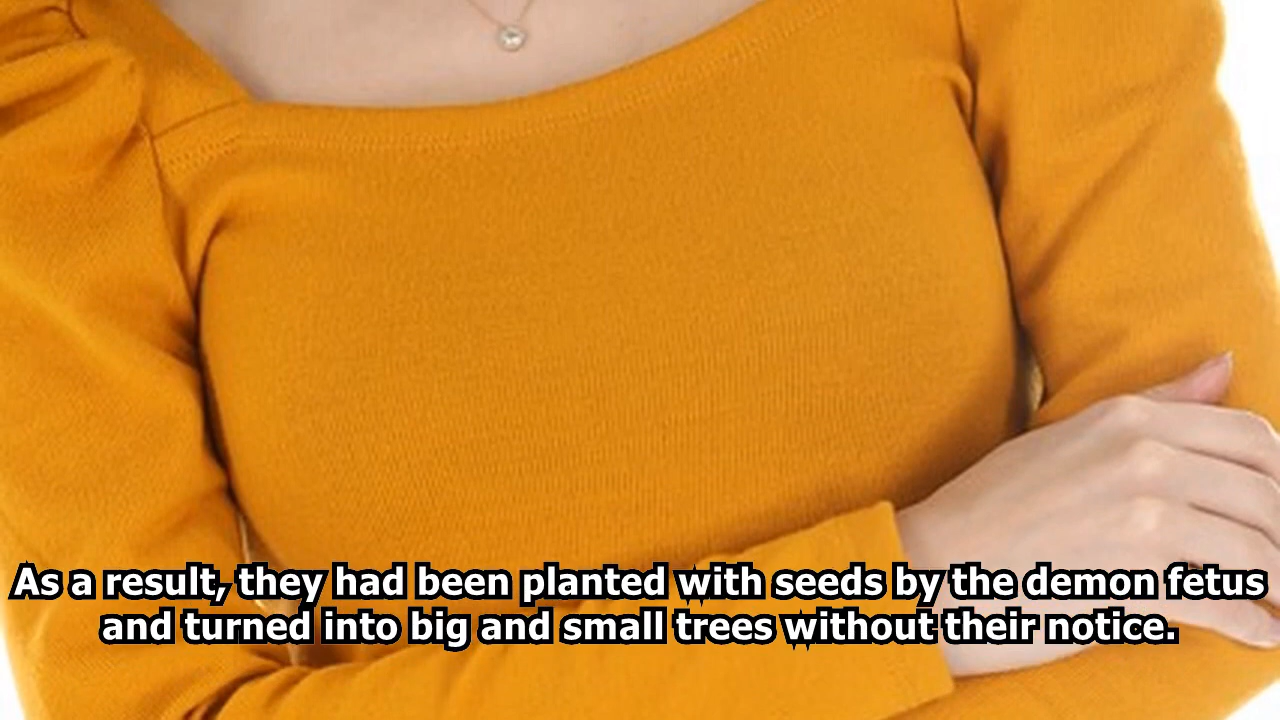 As a result, they had been planted with seeds by the demon fetus
and turned into big and small trees without their notice.